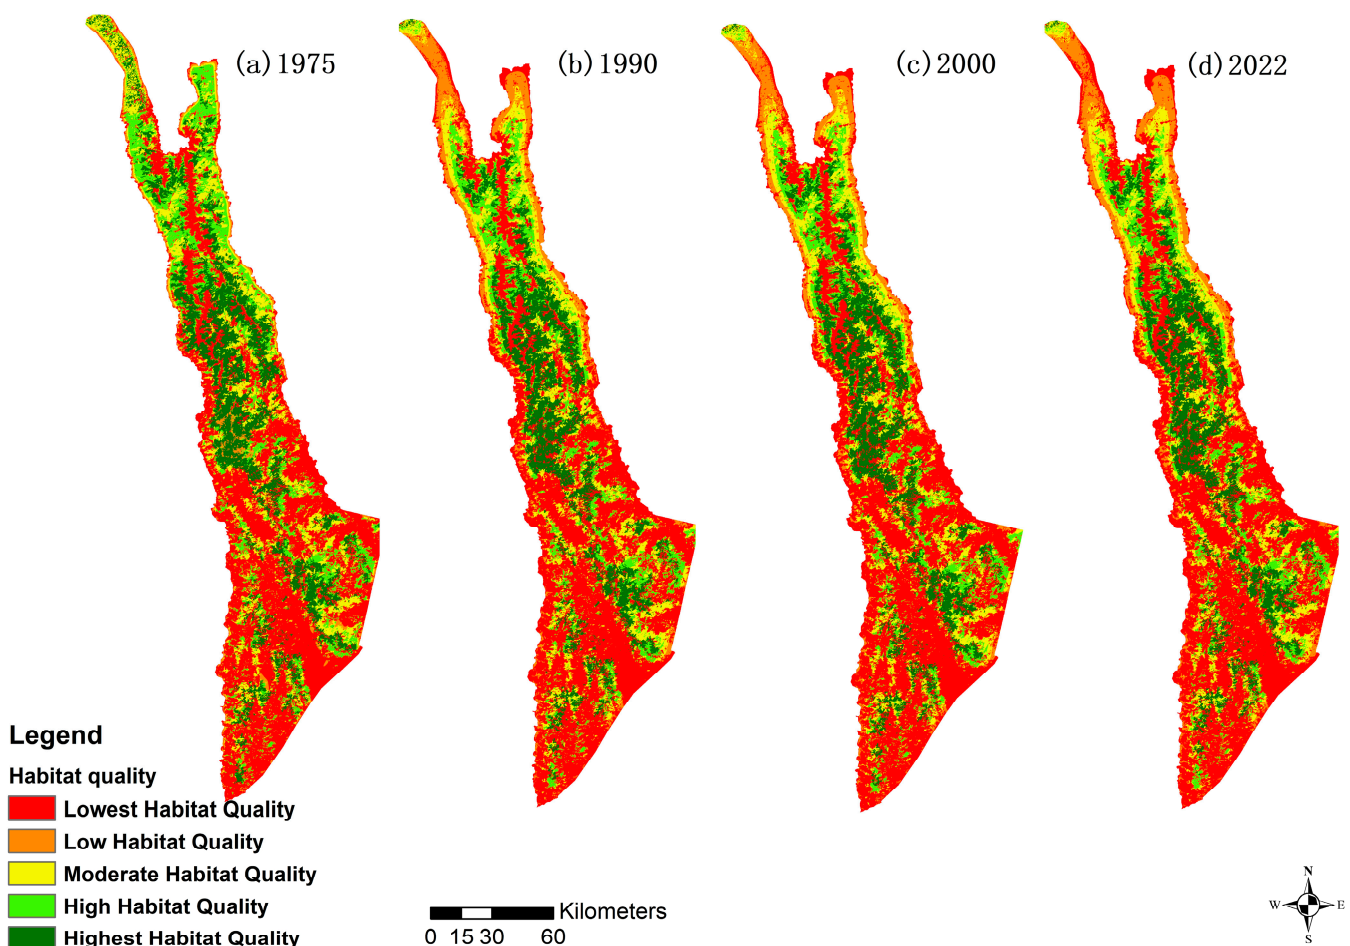 (a)1975
(b)1990
(c)2000
(d)2022
Legend
Habitat quality
Lowest Habitat Quality
Low Habitat Quality
Moderate Habitat Quality
High Habitat Quality
Highest Habitat Quality
Kilometers
0 15 30 60
N
W E
S